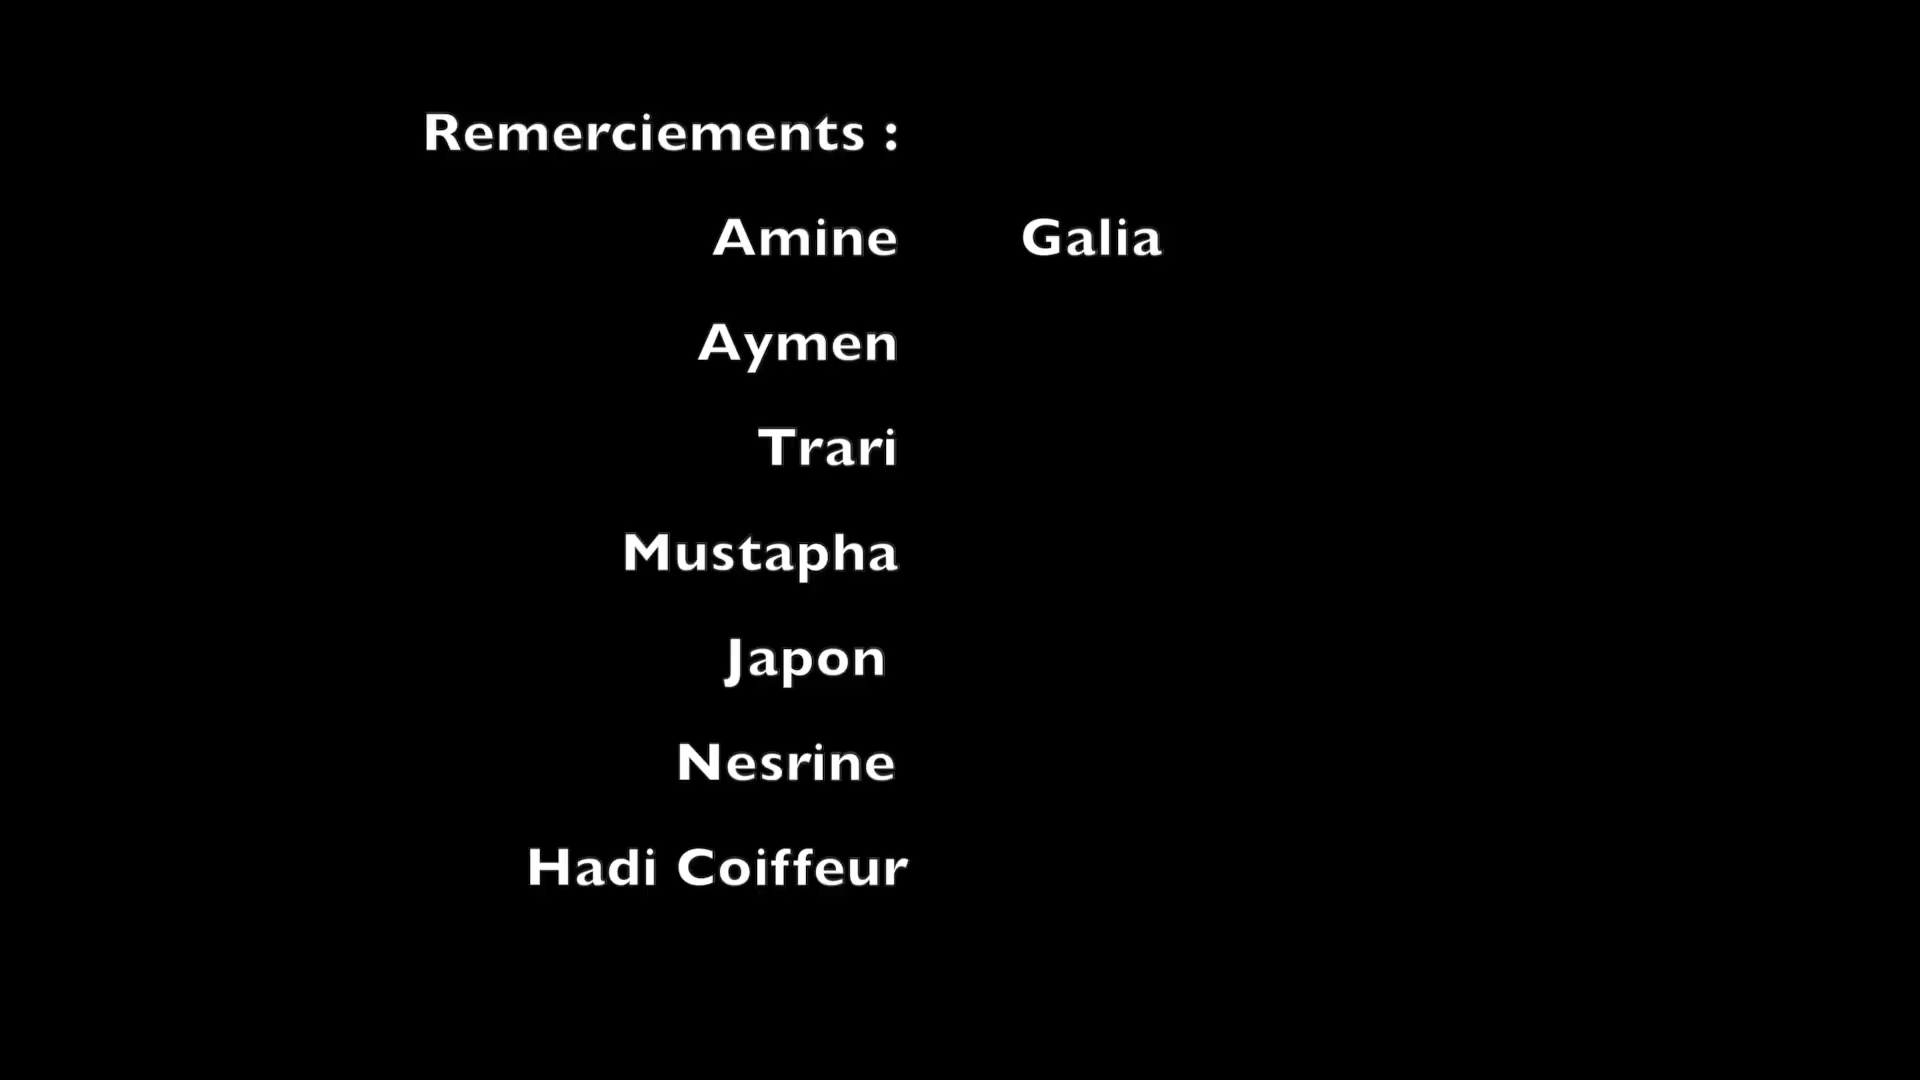 Remerciements :
Amine Galia
Aymen
Trari
Mustapha
Japon
Nesrine
Hadi Coiffeur